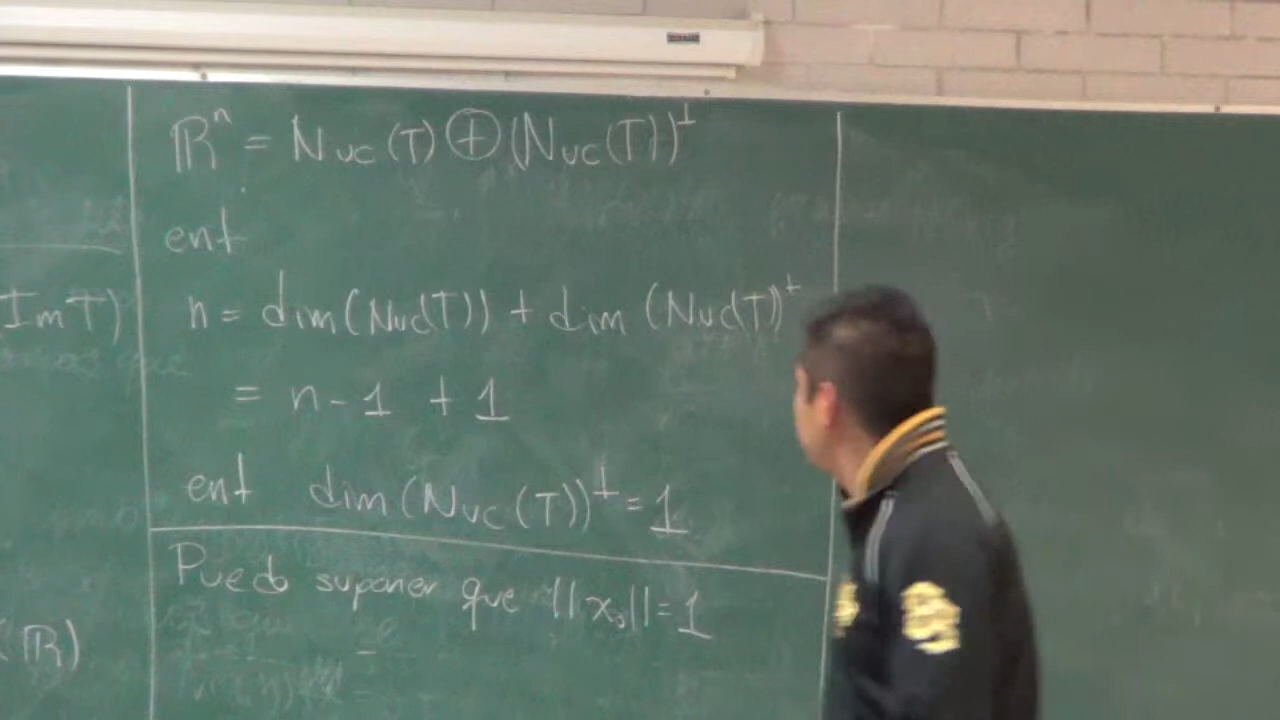 ℝⁿ = Nuc(T) ⊕ (Nuc(T))^⊥
ent
Im T)
n = dim(Nuc(T)) + dim (Nuc(T))^⊥
= n - 1 + 1
ent dim(Nuc(T))^⊥ = 1
Puedo suponer que ||x₀|| = 1
(ℝ)